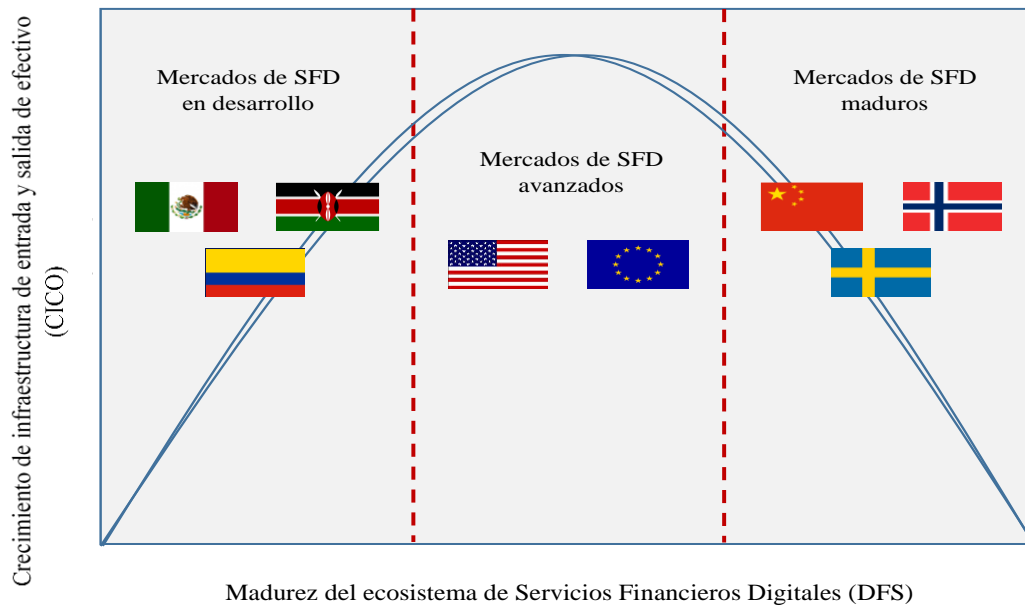 Crecimiento de infraestructura de entrada y salida de efectivo
(CICO)
Mercados de SFD
en desarrollo
Mercados de SFD
avanzados
Mercados de SFD
maduros
Madurez del ecosistema de Servicios Financieros Digitales (DFS)